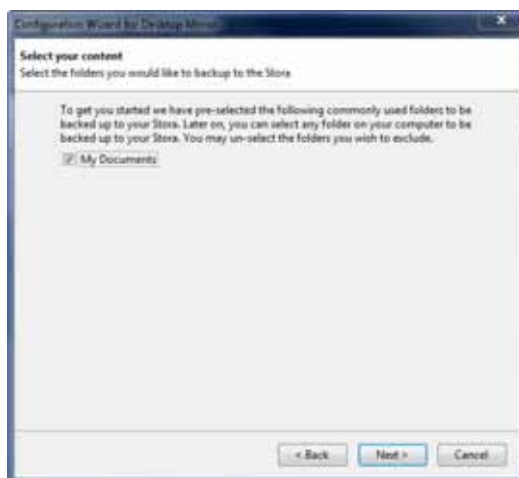 Configuration Wizard for Desktop Mirror
Select your content
Select the folders you would like to backup to the Stora
To get you started we have pre-selected the following commonly used folders to be
backed up to your Stora. Later on, you can select any folder on your computer to be
backed up to your Stora. You may un-select the folders you wish to exclude.
My Documents
< Back
Next >
Cancel